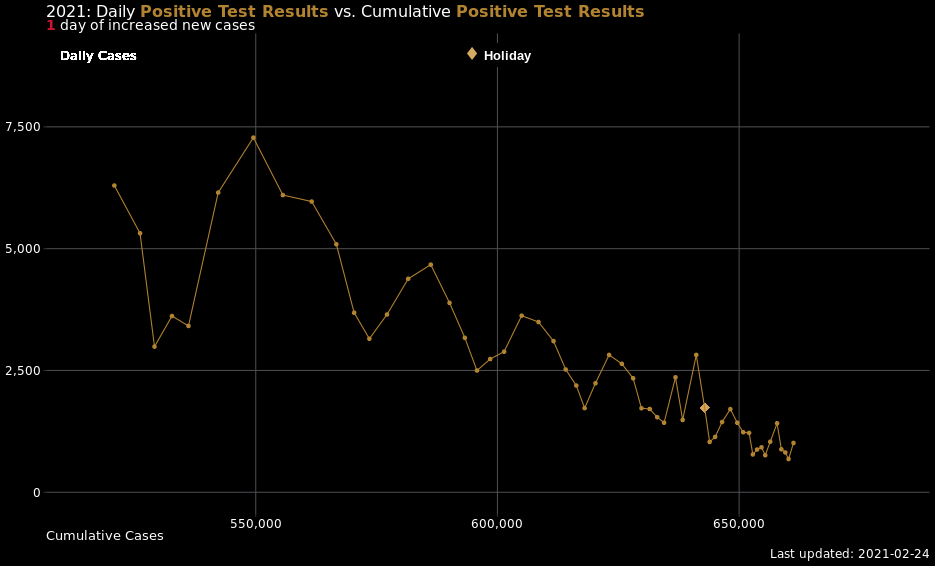 2021: Daily Positive Test Results vs. Cumulative Positive Test Results
1 day of increased new cases
Daily Cases
Holiday
7,500
5,000
2,500
0
550,000 600,000 650,000
Cumulative Cases
Last updated: 2021-02-24